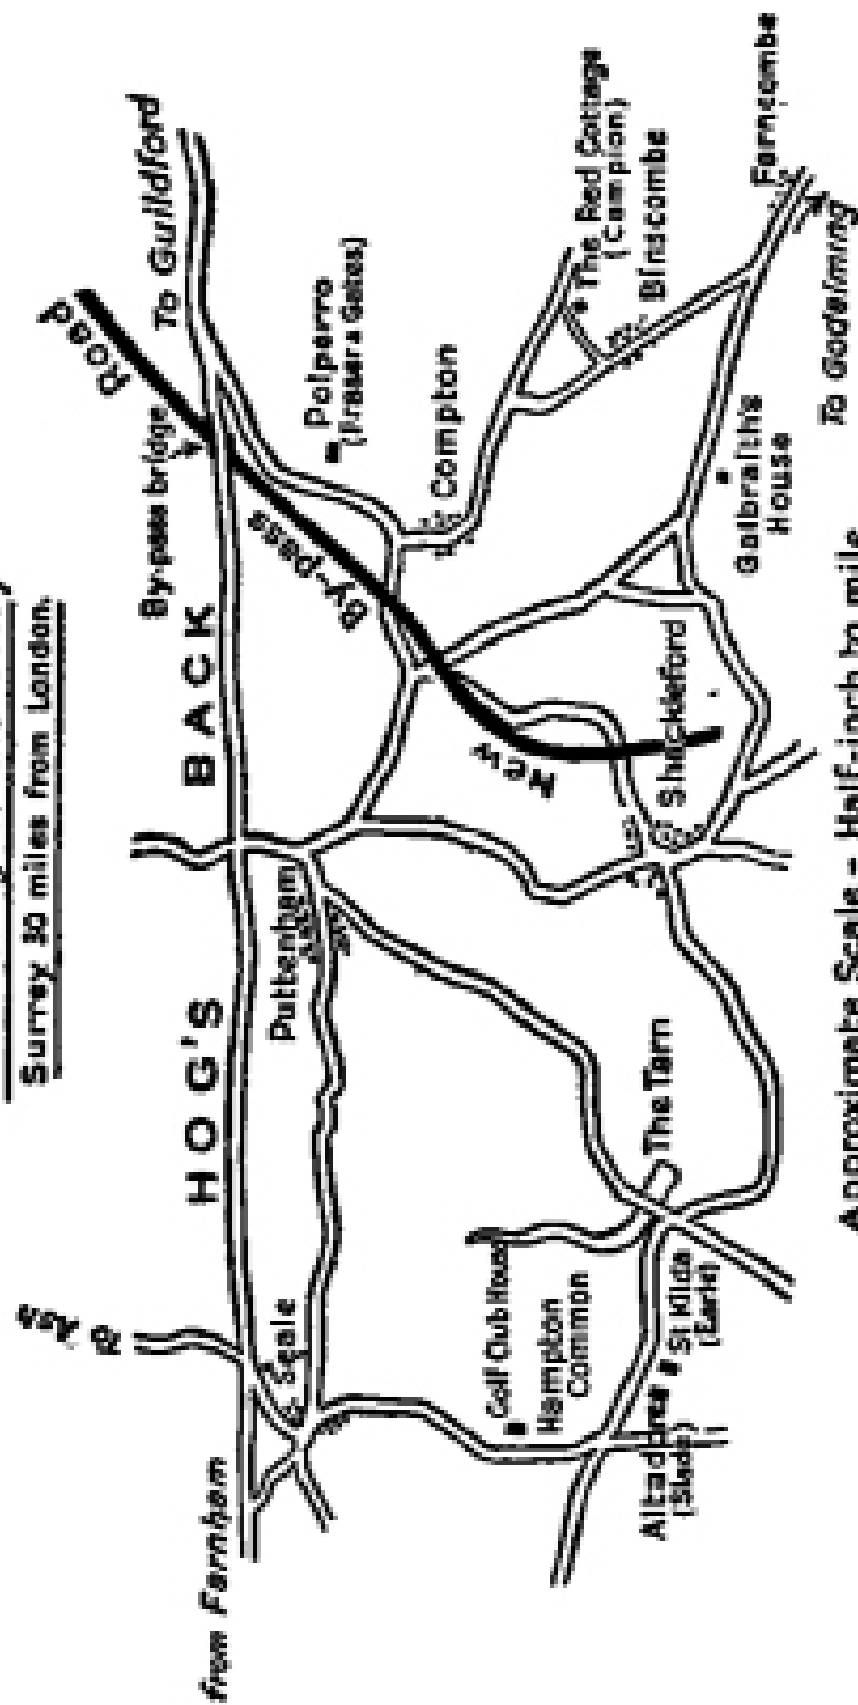 Surrey 30 miles from London.
To Ash
from Farnham
HOG'S BACK
By-pass bridge
To Guildford
Road
By-pass
New
Seale
Puttenham
Polperro
(Frasers Gates)
Compton
Golf Club House
Hampton
Common
The Tarn
Altadore
(Slade)
St Kilda
(Earle)
Shackleford
Galbraith's
House
The Red Cottage
(Campion)
Binscombe
Farncombe
To Godalming
Approximate Scale - Half-inch to mile